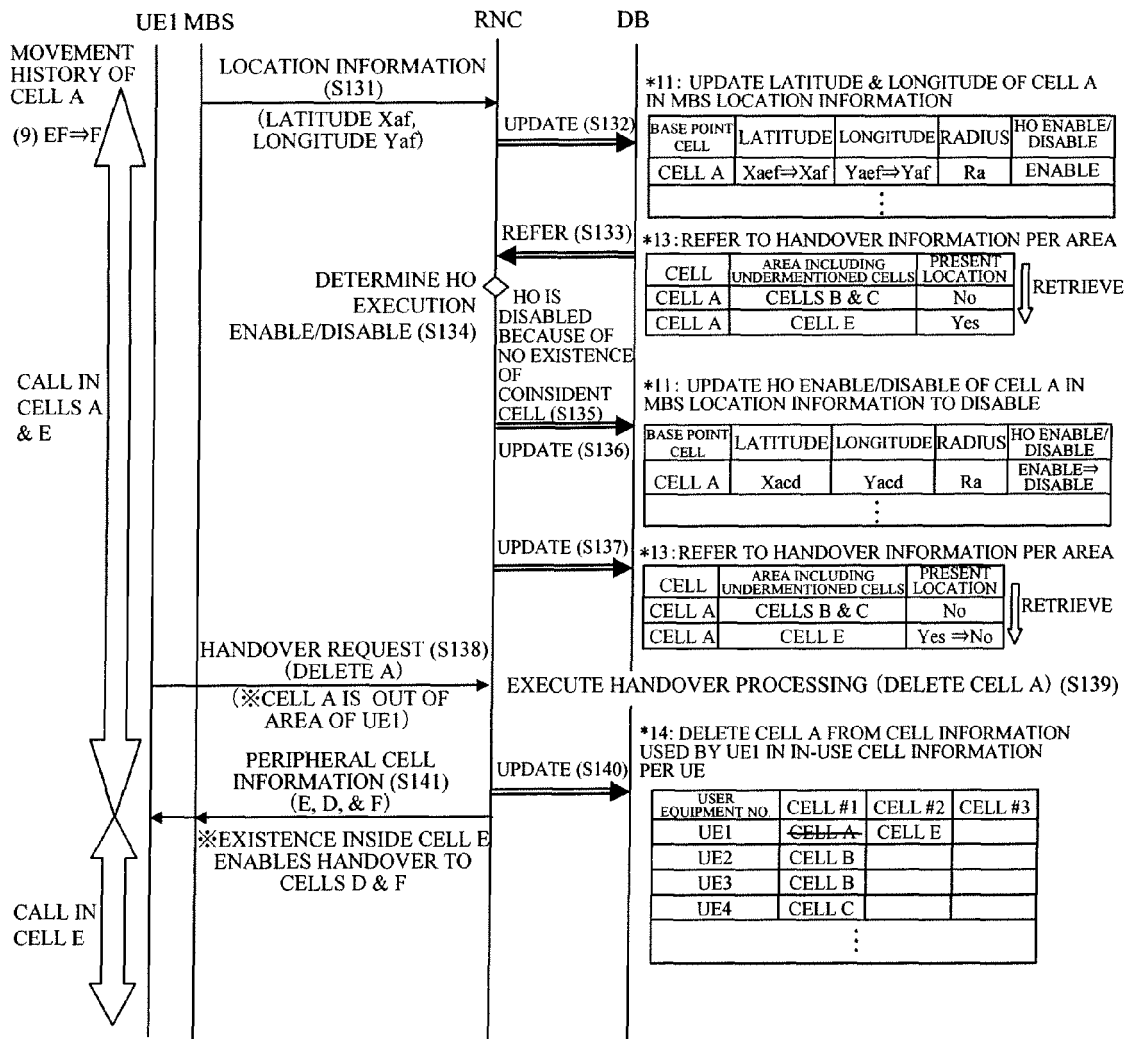 UE1 MBS RNC DB
MOVEMENT
HISTORY OF
CELL A
(9) EF⇒F
LOCATION INFORMATION
(S131)
(LATITUDE Xaf,
LONGITUDE Yaf)
UPDATE (S132)
*11: UPDATE LATITUDE & LONGITUDE OF CELL A
IN MBS LOCATION INFORMATION
BASE POINT
CELL
LATITUDE
LONGITUDE
RADIUS
HO ENABLE/
DISABLE
CELL A Xaef⇒Xaf Yaef⇒Yaf Ra ENABLE
⋮
REFER (S133)
*13: REFER TO HANDOVER INFORMATION PER AREA
CELL
AREA INCLUDING
UNDERMENTIONED CELLS
PRESENT
LOCATION
CELL A CELLS B & C No
CELL A CELL E Yes
RETRIEVE
DETERMINE HO
EXECUTION
ENABLE/DISABLE (S134)
HO IS
DISABLED
BECAUSE OF
NO EXISTENCE
OF
COINSIDENT
CELL (S135)
CALL IN
CELLS A
& E
UPDATE (S136)
*11: UPDATE HO ENABLE/DISABLE OF CELL A IN
MBS LOCATION INFORMATION TO DISABLE
BASE POINT
CELL
LATITUDE
LONGITUDE
RADIUS
HO ENABLE/
DISABLE
CELL A Xacd Yacd Ra
ENABLE⇒
DISABLE
⋮
UPDATE (S137)
*13: REFER TO HANDOVER INFORMATION PER AREA
CELL
AREA INCLUDING
UNDERMENTIONED CELLS
PRESENT
LOCATION
CELL A CELLS B & C No
CELL A CELL E Yes ⇒No
RETRIEVE
HANDOVER REQUEST (S138)
(DELETE A)
(※CELL A IS OUT OF
AREA OF UE1)
EXECUTE HANDOVER PROCESSING (DELETE CELL A) (S139)
*14: DELETE CELL A FROM CELL INFORMATION
USED BY UE1 IN IN-USE CELL INFORMATION
PER UE
UPDATE (S140)
PERIPHERAL CELL
INFORMATION (S141)
(E, D, & F)
※EXISTENCE INSIDE CELL E
ENABLES HANDOVER TO
CELLS D & F
USER
EQUIPMENT NO.
CELL #1 CELL #2 CELL #3
UE1 CELL A CELL E
UE2 CELL B
UE3 CELL B
UE4 CELL C
⋮
CALL IN
CELL E